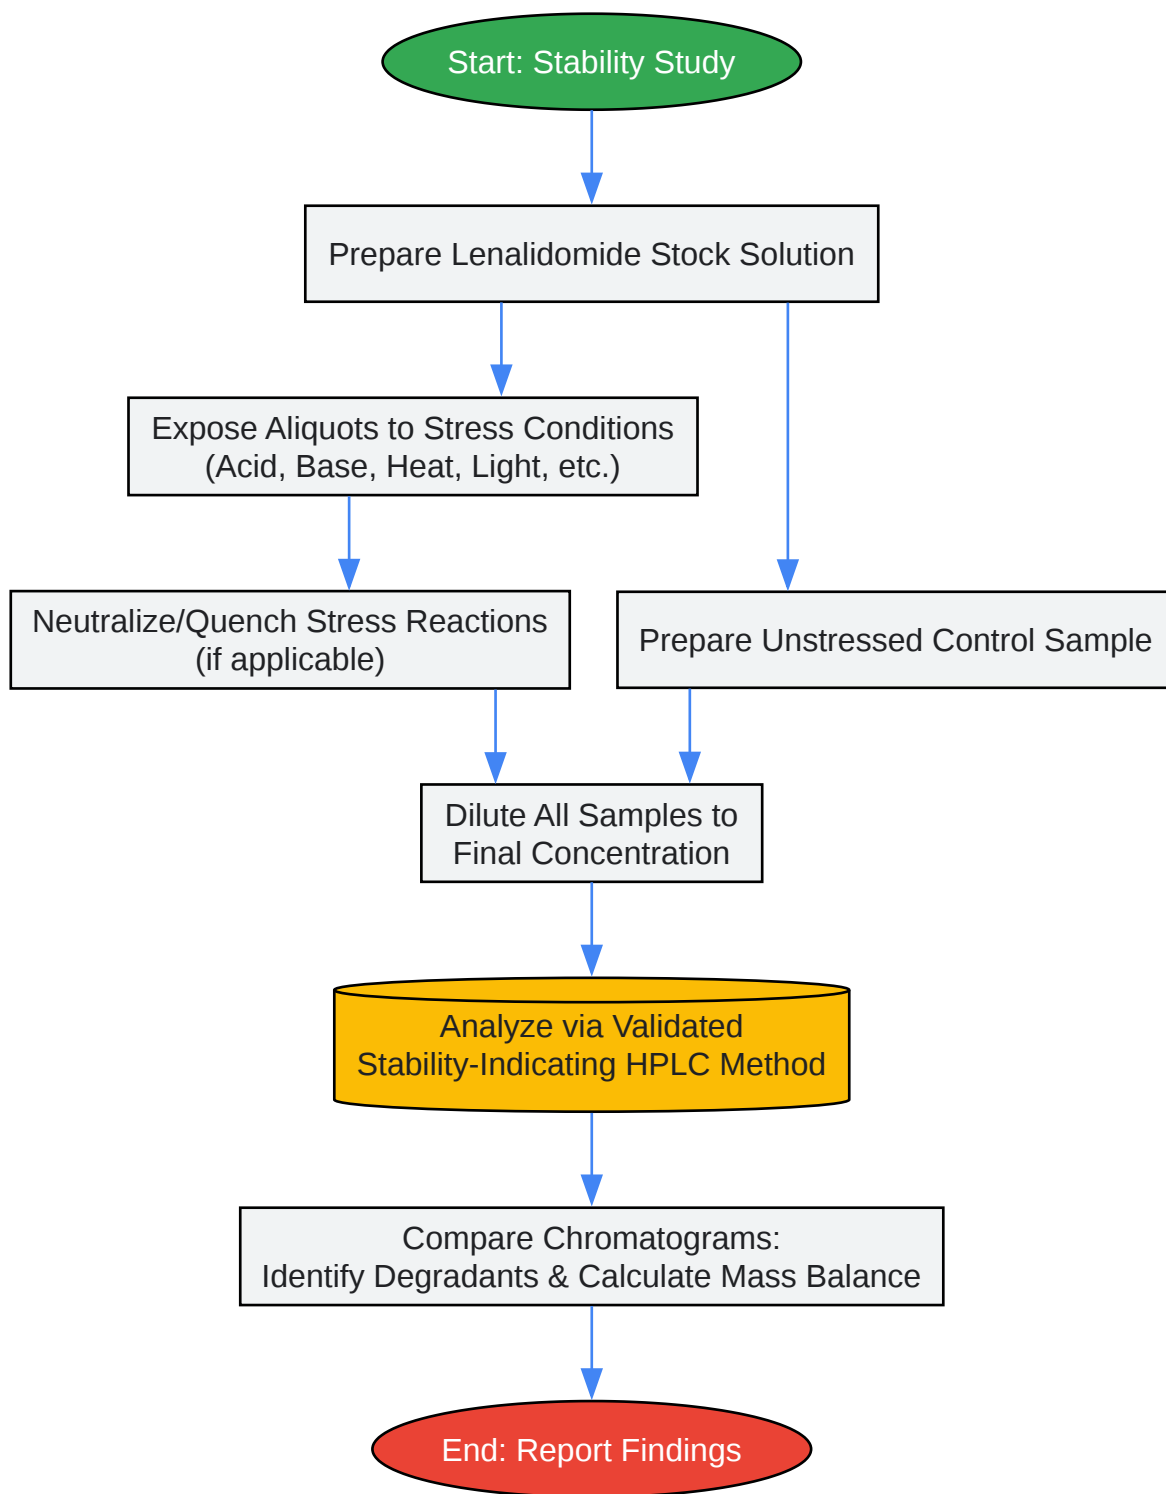 Start: Stability Study
Prepare Lenalidomide Stock Solution
Expose Aliquots to Stress Conditions
(Acid, Base, Heat, Light, etc.)
Neutralize/Quench Stress Reactions
(if applicable)
Prepare Unstressed Control Sample
Dilute All Samples to
Final Concentration
Analyze via Validated
Stability-Indicating HPLC Method
Compare Chromatograms:
Identify Degradants & Calculate Mass Balance
End: Report Findings